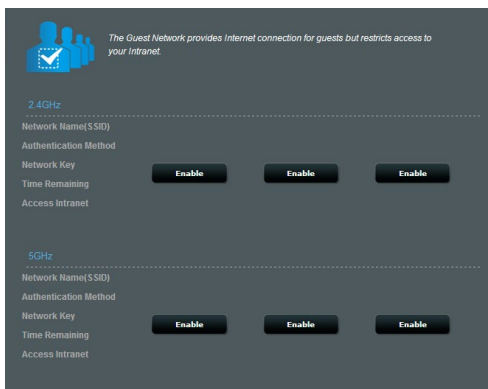 The Guest Network provides Internet connection for guests but restricts access to
your Intranet.
2.4GHz
Network Name(SSID)
Authentication Method
Network Key
Enable Enable Enable
Time Remaining
Access Intranet
5GHz
Network Name(SSID)
Authentication Method
Network Key
Enable Enable Enable
Time Remaining
Access Intranet